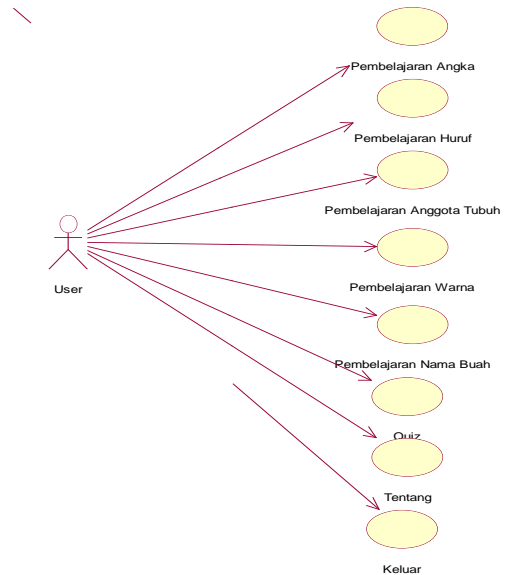 Pembelajaran Angka
Pembelajaran Huruf
Pembelajaran Anggota Tubuh
User
Pembelajaran Warna
Pembelajaran Nama Buah
Quiz
Tentang
Keluar